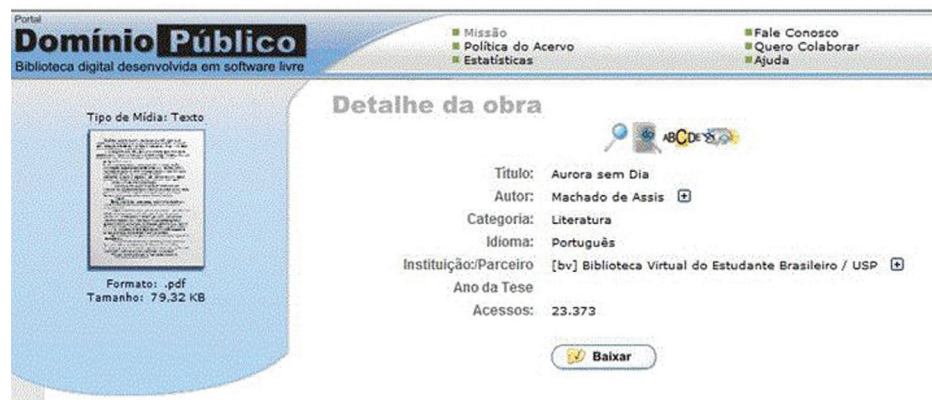 Portal
Domínio Público
Biblioteca digital desenvolvida em software livre
Missão
Política do Acervo
Estatísticas
Fale Conosco
Quero Colaborar
Ajuda
Tipo de Mídia: Texto
Formato: .pdf
Tamanho: 79,32 KB
Detalhe da obra
ABCDE
Título: Aurora sem Dia
Autor: Machado de Assis
Categoria: Literatura
Idioma: Português
Instituição:/Parceiro [bv] Biblioteca Virtual do Estudante Brasileiro / USP
Ano da Tese
Acessos: 23.373
Baixar